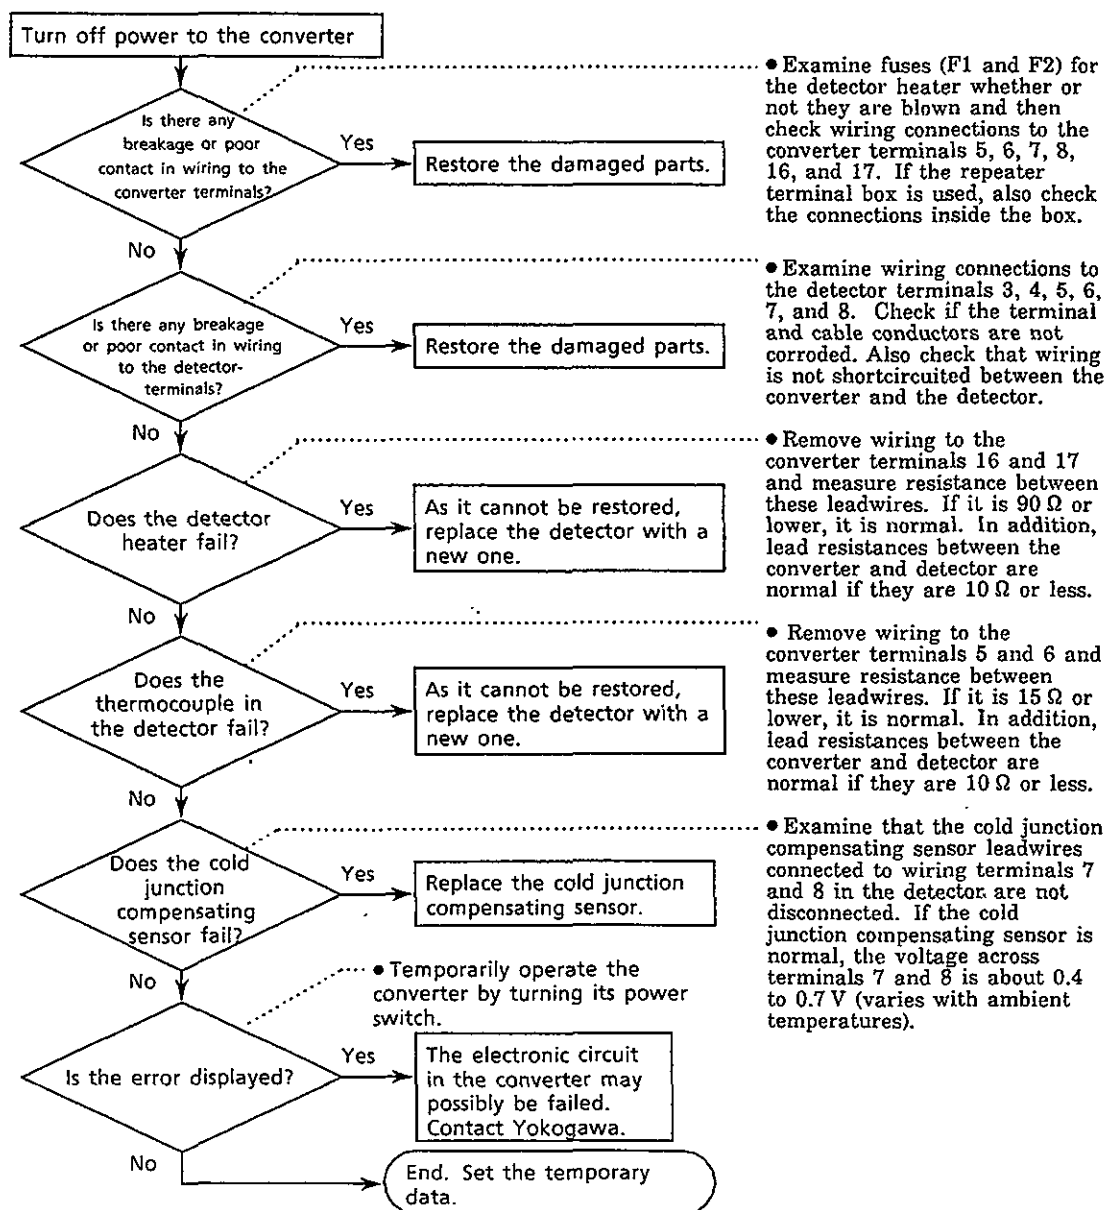 Turn off power to the converter
Is there any
breakage or poor
contact in wiring to the
converter terminals?
Yes
Restore the damaged parts.
● Examine fuses (F1 and F2) for
the detector heater whether or
not they are blown and then
check wiring connections to the
converter terminals 5, 6, 7, 8,
16, and 17. If the repeater
terminal box is used, also check
the connections inside the box.
No
Is there any breakage
or poor contact in wiring
to the detector-
terminals?
Yes
Restore the damaged parts.
● Examine wiring connections to
the detector terminals 3, 4, 5, 6,
7, and 8. Check if the terminal
and cable conductors are not
corroded. Also check that wiring
is not shortcircuited between the
converter and the detector.
No
Does the detector
heater fail?
Yes
As it cannot be restored,
replace the detector with a
new one.
● Remove wiring to the
converter terminals 16 and 17
and measure resistance between
these leadwires. If it is 90 Ω or
lower, it is normal. In addition,
lead resistances between the
converter and detector are
normal if they are 10 Ω or less.
No
Does the
thermocouple in
the detector fail?
Yes
As it cannot be restored,
replace the detector with a
new one.
● Remove wiring to the
converter terminals 5 and 6 and
measure resistance between
these leadwires. If it is 15 Ω or
lower, it is normal. In addition,
lead resistances between the
converter and detector are
normal if they are 10 Ω or less.
No
Does the cold
junction
compensating
sensor fail?
Yes
Replace the cold junction
compensating sensor.
● Examine that the cold junction
compensating sensor leadwires
connected to wiring terminals 7
and 8 in the detector are not
disconnected. If the cold
junction compensating sensor is
normal, the voltage across
terminals 7 and 8 is about 0.4
to 0.7 V (varies with ambient
temperatures).
No
● Temporarily operate the
converter by turning its power
switch.
Is the error displayed?
Yes
The electronic circuit
in the converter may
possibly be failed.
Contact Yokogawa.
No
End. Set the temporary
data.